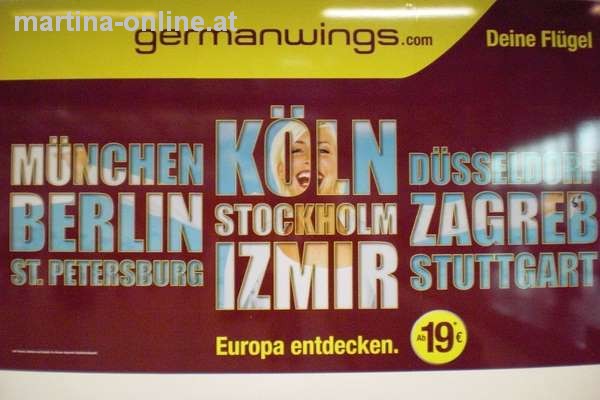 martina-online.at
germanwings.com
Deine Flügel
MÜNCHEN
BERLIN
ST. PETERSBURG
KÖLN
STOCKHOLM
IZMIR
DÜSSELDORF
ZAGREB
STUTTGART
Europa entdecken.
Ab 19*€